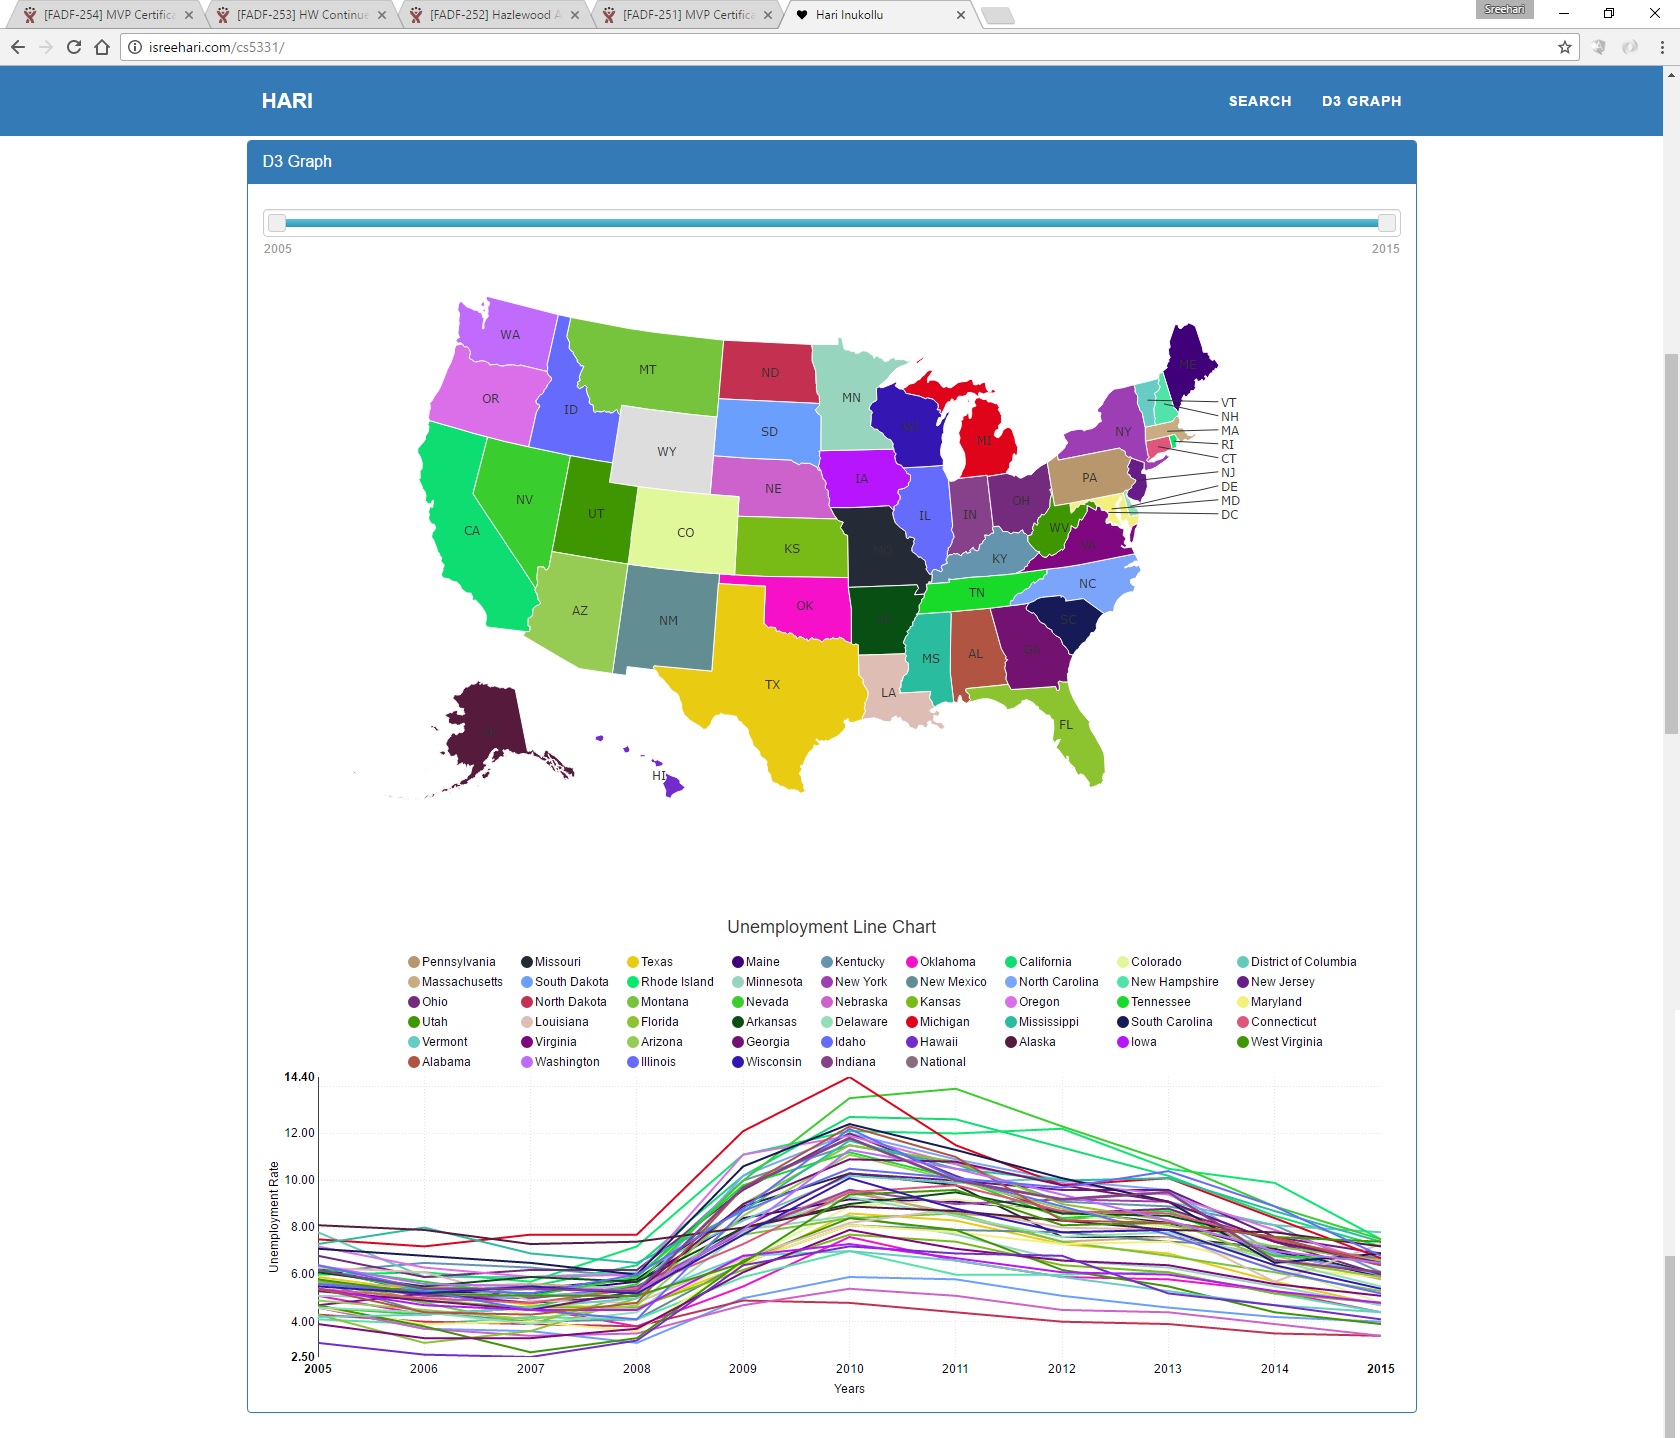 [FADF-254] MVP Certifica
[FADF-253] HW Continue
[FADF-252] Hazlewood A
[FADF-251] MVP Certifica
Hari Inukollu
Sreehari
isreehari.com/cs5331/
HARI
SEARCH
D3 GRAPH
D3 Graph
2005
2015
WA
MT
ND
MN
ME
OR
ID
SD
WI
MI
NY
VT
NH
MA
RI
CT
NJ
DE
MD
DC
WY
IA
NE
PA
NV
UT
CO
CA
KS
MO
IL
IN
OH
WV
VA
KY
NC
TN
AZ
NM
OK
AR
SC
MS
AL
GA
TX
LA
FL
AK
HI
Unemployment Line Chart
Pennsylvania Missouri Texas Maine Kentucky Oklahoma California Colorado District of Columbia
Massachusetts South Dakota Rhode Island Minnesota New York New Mexico North Carolina New Hampshire New Jersey
Ohio North Dakota Montana Nevada Nebraska Kansas Oregon Tennessee Maryland
Utah Louisiana Florida Arkansas Delaware Michigan Mississippi South Carolina Connecticut
Vermont Virginia Arizona Georgia Idaho Hawaii Alaska Iowa West Virginia
Alabama Washington Illinois Wisconsin Indiana National
14.40
12.00
10.00
8.00
6.00
4.00
2.50
Unemployment Rate
2005 2006 2007 2008 2009 2010 2011 2012 2013 2014 2015
Years